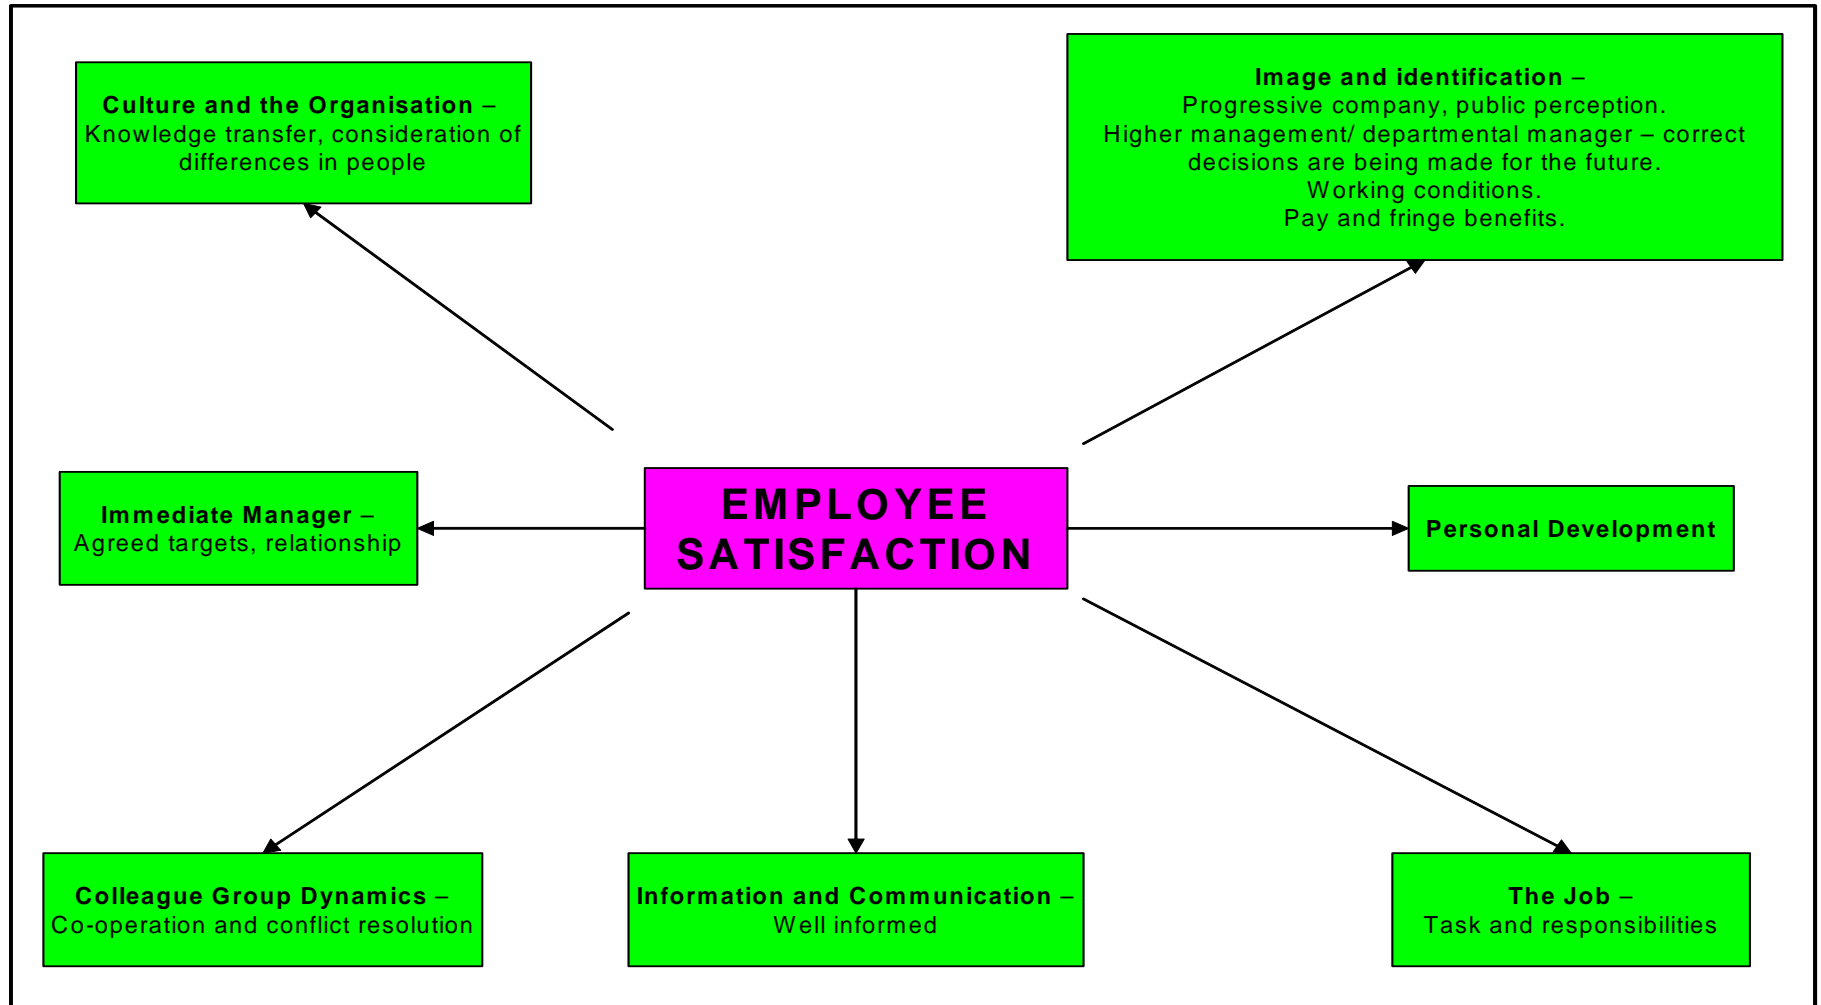 Culture and the Organisation –
Knowledge transfer, consideration of
differences in people
Image and identification –
Progressive company, public perception.
Higher management/ departmental manager – correct
decisions are being made for the future.
Working conditions.
Pay and fringe benefits.
Immediate Manager –
Agreed targets, relationship
EMPLOYEE
SATISFACTION
Personal Development
Colleague Group Dynamics –
Co-operation and conflict resolution
Information and Communication –
Well informed
The Job –
Task and responsibilities